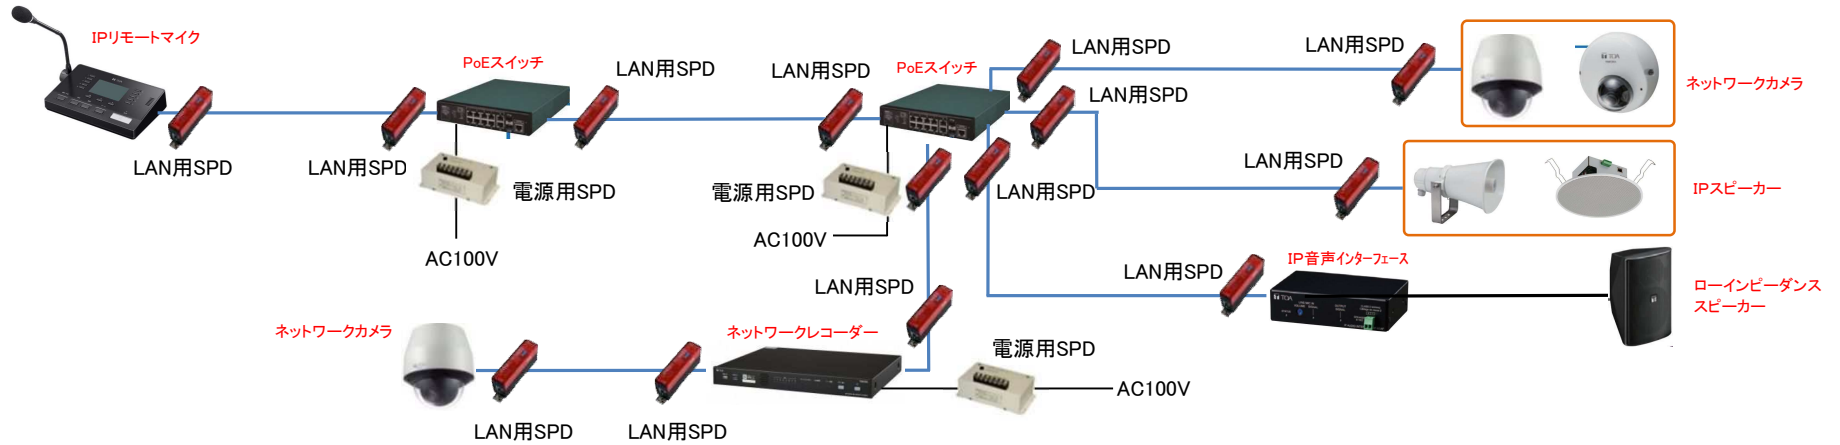 IPリモートマイク
PoEスイッチ
LAN用SPD
LAN用SPD
PoEスイッチ
LAN用SPD
LAN用SPD
LAN用SPD
ネットワークカメラ
LAN用SPD
LAN用SPD
電源用SPD
電源用SPD
LAN用SPD
LAN用SPD
IPスピーカー
AC100V
AC100V
LAN用SPD
LAN用SPD
IP音声インターフェース
TOA
ローインピーダンス
スピーカー
ネットワークカメラ
ネットワークレコーダー
電源用SPD
AC100V
LAN用SPD
LAN用SPD